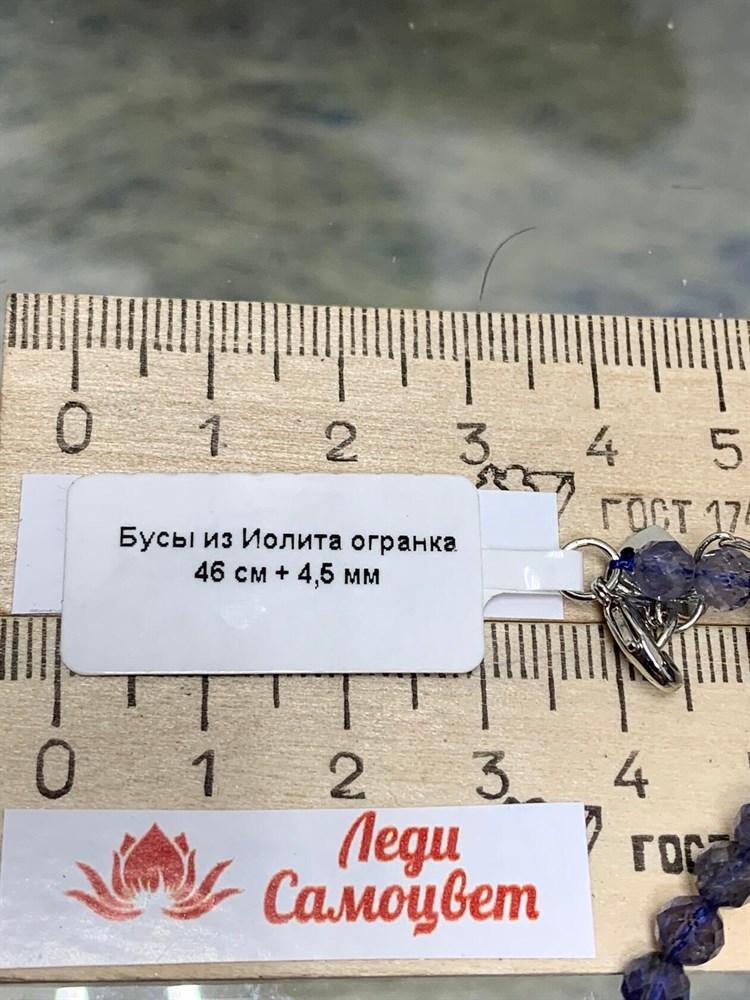 0 1 2 3 4 5
ГОСТ 17
Бусы из Иолита огранка
46 см + 4,5 мм
0 1 2 3 4
ГОС
Леди
Самоцвет